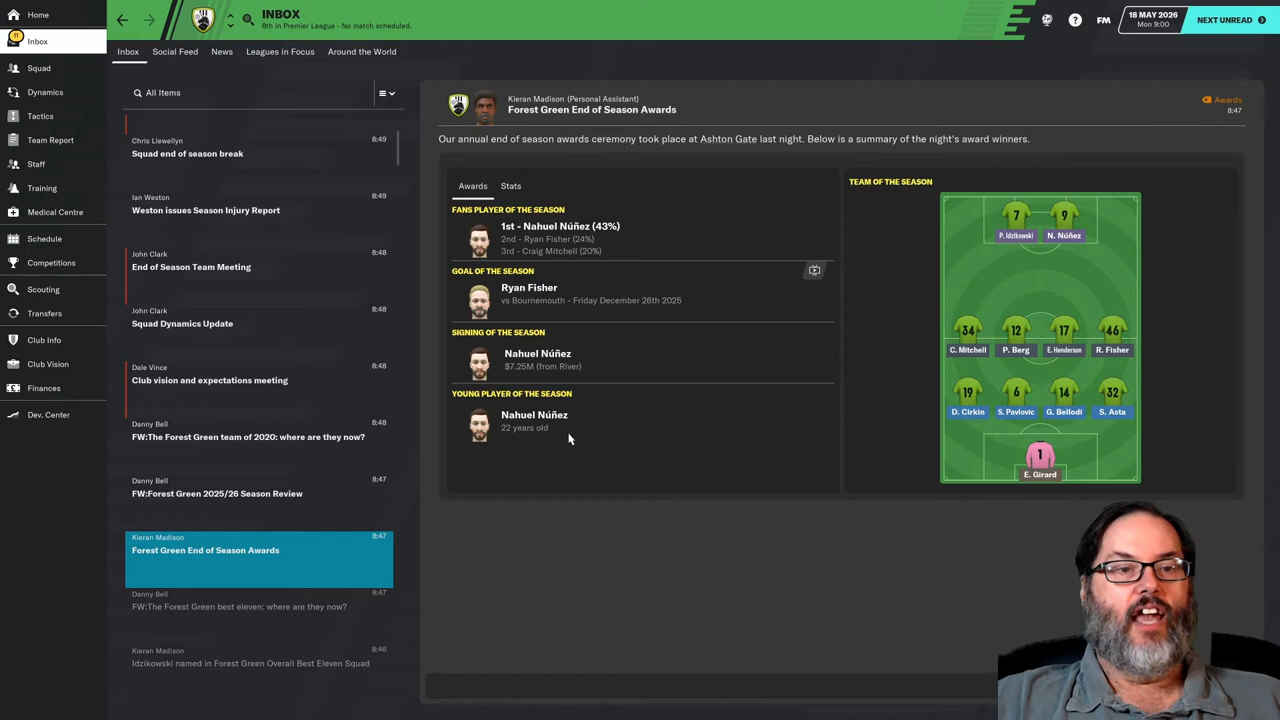 Home
11
Inbox
Squad
Dynamics
Tactics
Team Report
Staff
Training
Medical Centre
Schedule
Competitions
Scouting
Transfers
Club Info
Club Vision
Finances
Dev. Center
INBOX
8th in Premier League - No match scheduled.
?
FM
18 MAY 2026
Mon 9:00
NEXT UNREAD
Inbox
Social Feed
News
Leagues in Focus
Around the World
All Items
Chris Llewellyn
8:49
Squad end of season break
Ian Weston
8:49
Weston issues Season Injury Report
John Clark
8:48
End of Season Team Meeting
John Clark
8:48
Squad Dynamics Update
Dale Vince
8:48
Club vision and expectations meeting
Danny Bell
8:48
FW:The Forest Green team of 2020: where are they now?
Danny Bell
8:47
FW:Forest Green 2025/26 Season Review
Kieran Madison
8:47
Forest Green End of Season Awards
Danny Bell
8:47
FW:The Forest Green best eleven: where are they now?
Kieran Madison
8:46
Idzikowski named in Forest Green Overall Best Eleven Squad
Kieran Madison (Personal Assistant)
Forest Green End of Season Awards
Awards
8:47
Our annual end of season awards ceremony took place at Ashton Gate last night. Below is a summary of the night's award winners.
Awards
Stats
FANS PLAYER OF THE SEASON
1st - Nahuel Núñez (43%)
2nd - Ryan Fisher (24%)
3rd - Craig Mitchell (20%)
GOAL OF THE SEASON
Ryan Fisher
vs Bournemouth - Friday December 26th 2025
SIGNING OF THE SEASON
Nahuel Núñez
$7.25M (from River)
YOUNG PLAYER OF THE SEASON
Nahuel Núñez
22 years old
TEAM OF THE SEASON
7
9
P. Idzikowski
N. Núñez
34
12
17
46
C. Mitchell
P. Berg
E. Henderson
R. Fisher
19
6
14
32
D. Cirkin
S. Pavlovic
G. Bellodi
S. Asta
1
E. Girard